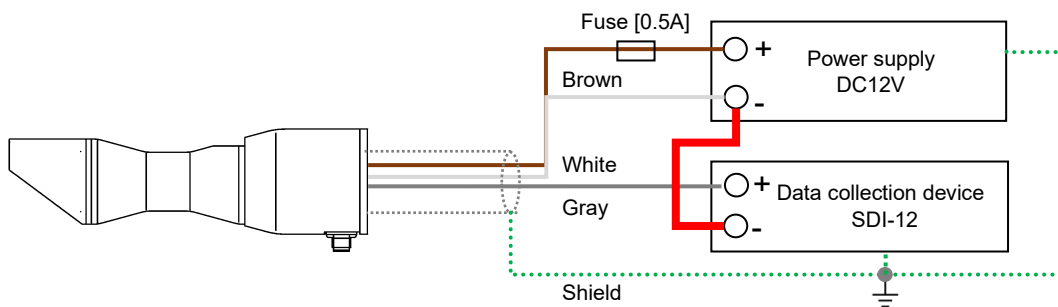 Fuse [0.5A]
+
Power supply
DC12V
Brown
-
White
+
Data collection device
SDI-12
Gray
-
Shield